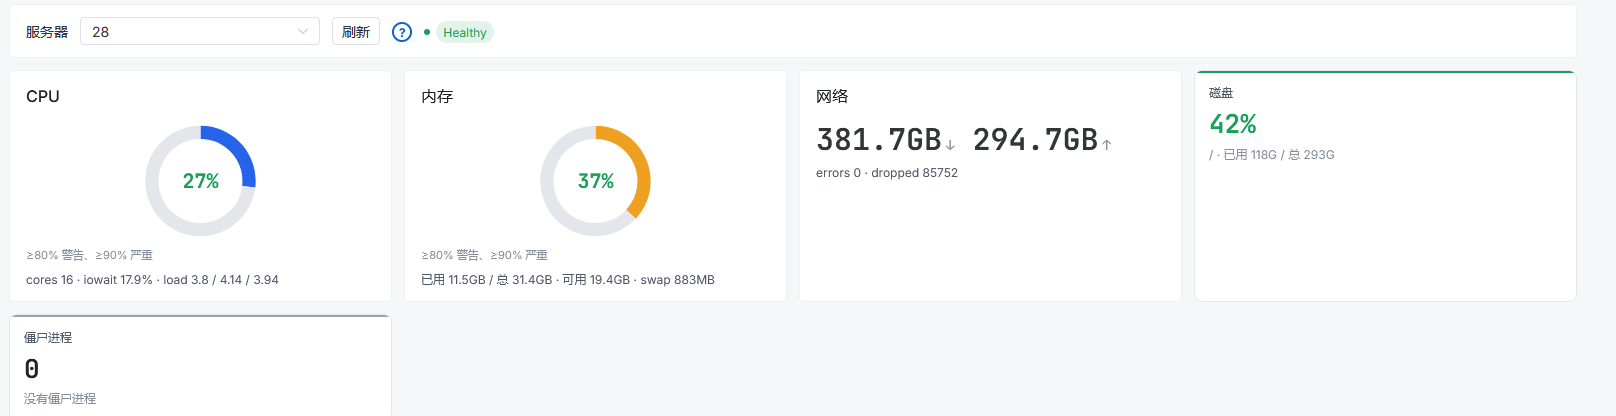 服务器 28 刷新 ? Healthy
CPU
27%
≥80% 警告、≥90% 严重
cores 16 · iowait 17.9% · load 3.8 / 4.14 / 3.94
内存
37%
≥80% 警告、≥90% 严重
已用 11.5GB / 总 31.4GB · 可用 19.4GB · swap 883MB
网络
381.7GB↓ 294.7GB↑
errors 0 · dropped 85752
磁盘
42%
/ · 已用 118G / 总 293G
僵尸进程
0
没有僵尸进程